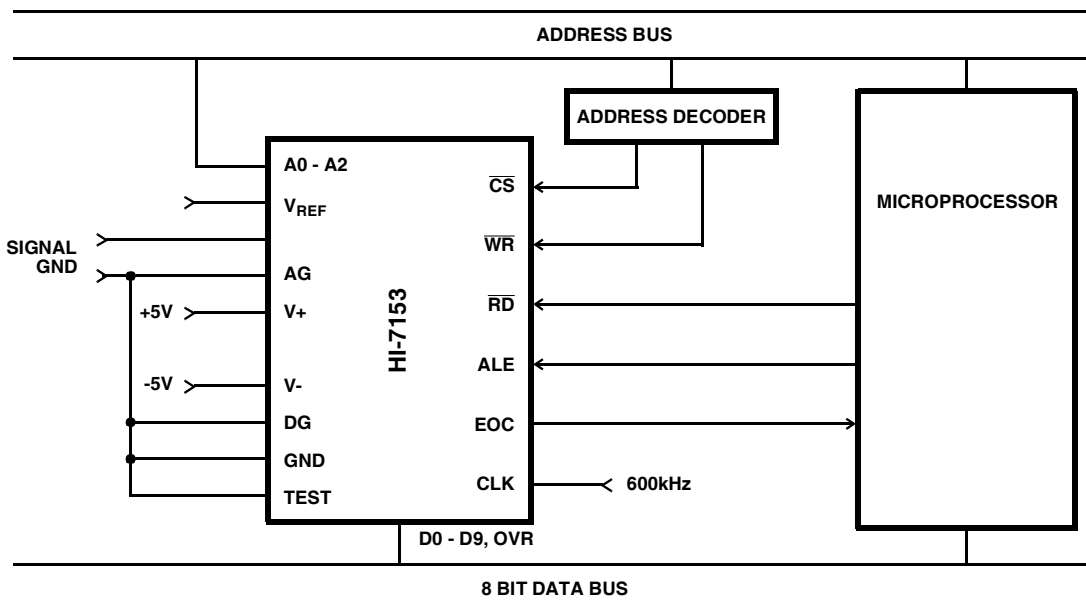 ADDRESS BUS
ADDRESS DECODER
MICROPROCESSOR
A0 - A2
VREF
SIGNAL
GND
AG
+5V
V+
-5V
V-
DG
GND
TEST
HI-7153
CS
WR
RD
ALE
EOC
CLK
600kHz
D0 - D9, OVR
8 BIT DATA BUS